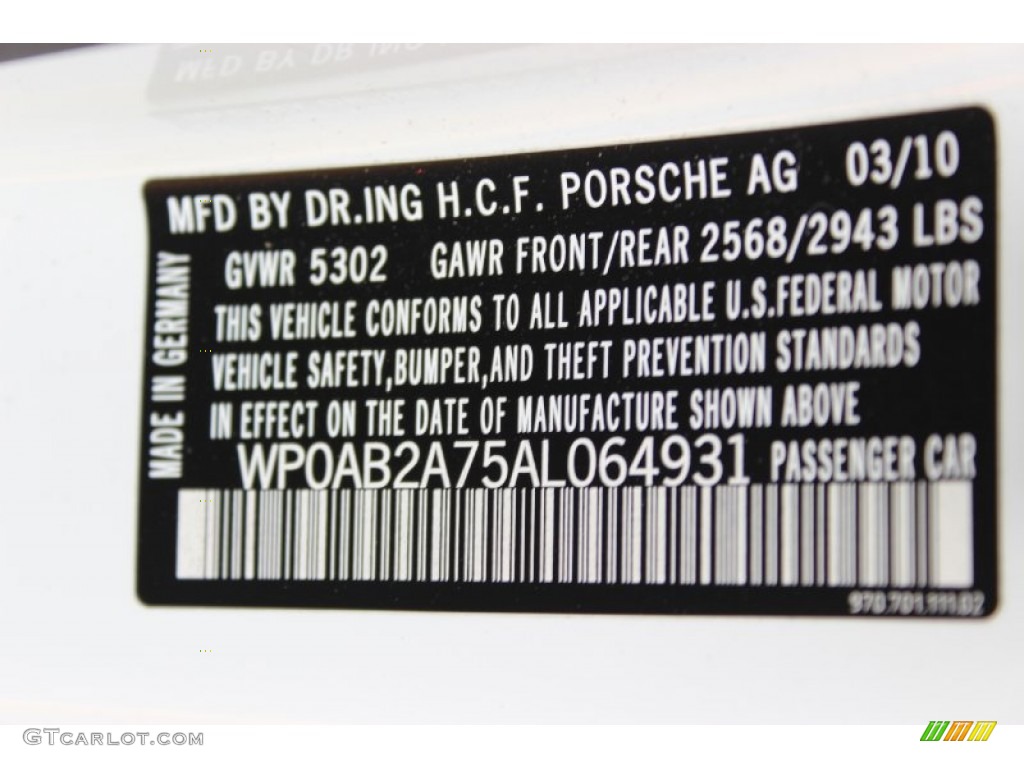 MFD BY DR.ING H.C.F. PORSCHE AG 03/10
GVWR 5302 GAWR FRONT/REAR 2568/2943 LBS
THIS VEHICLE CONFORMS TO ALL APPLICABLE U.S.FEDERAL MOTOR
VEHICLE SAFETY,BUMPER,AND THEFT PREVENTION STANDARDS
IN EFFECT ON THE DATE OF MANUFACTURE SHOWN ABOVE
WP0AB2A75AL064931 PASSENGER CAR
MADE IN GERMANY
970.701.111.02
GTCARLOT.COM